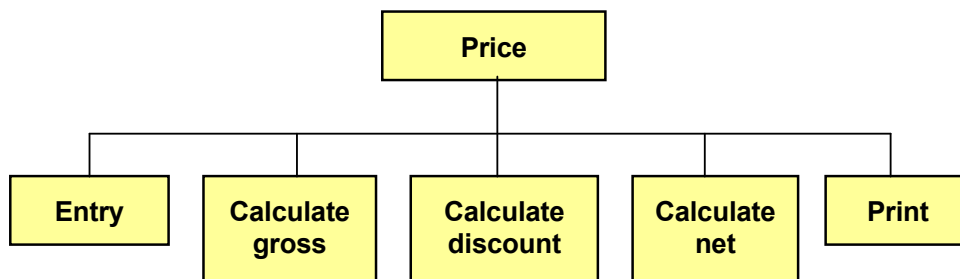 Price
Entry
Calculate
gross
Calculate
discount
Calculate
net
Print